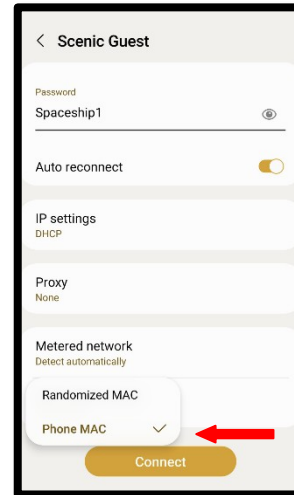 Scenic Guest
Password
Spaceship1
Auto reconnect
IP settings
DHCP
Proxy
None
Metered network
Detect automatically
Randomized MAC
Phone MAC
Connect